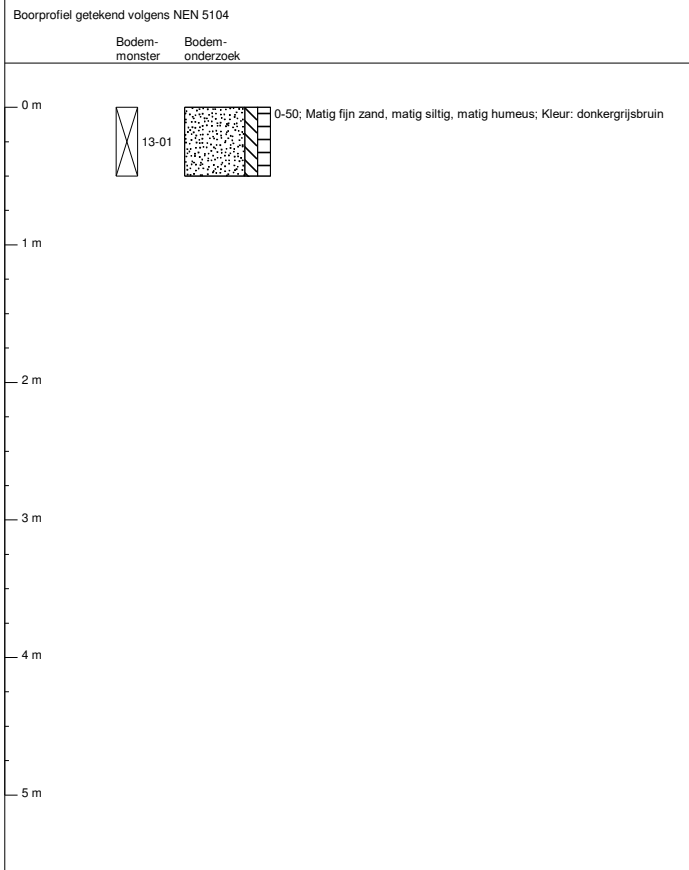 Boorprofiel getekend volgens NEN 5104
Bodem-
monster
Bodem-
onderzoek
0 m
13-01
0-50; Matig fijn zand, matig siltig, matig humeus; Kleur: donkergrijsbruin
1 m
2 m
3 m
4 m
5 m